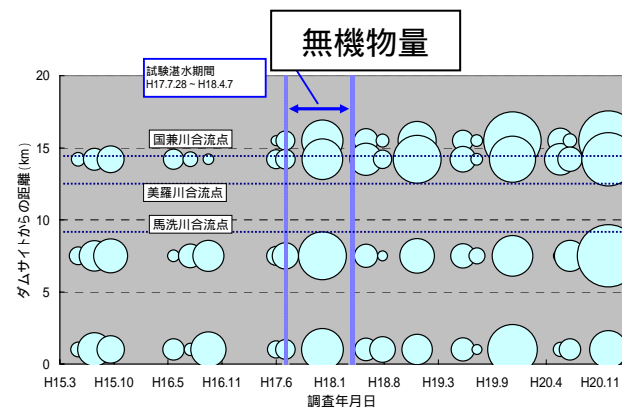 無機物量
試験湛水期間
H17.7.28～H18.4.7
20
15
10
5
0
国兼川合流点
美羅川合流点
馬洗川合流点
ダムサイトからの距離(km)
H15.3 H15.10 H16.5 H16.11 H17.6 H18.1 H18.8 H19.3 H19.9 H20.4 H20.11
調査年月日